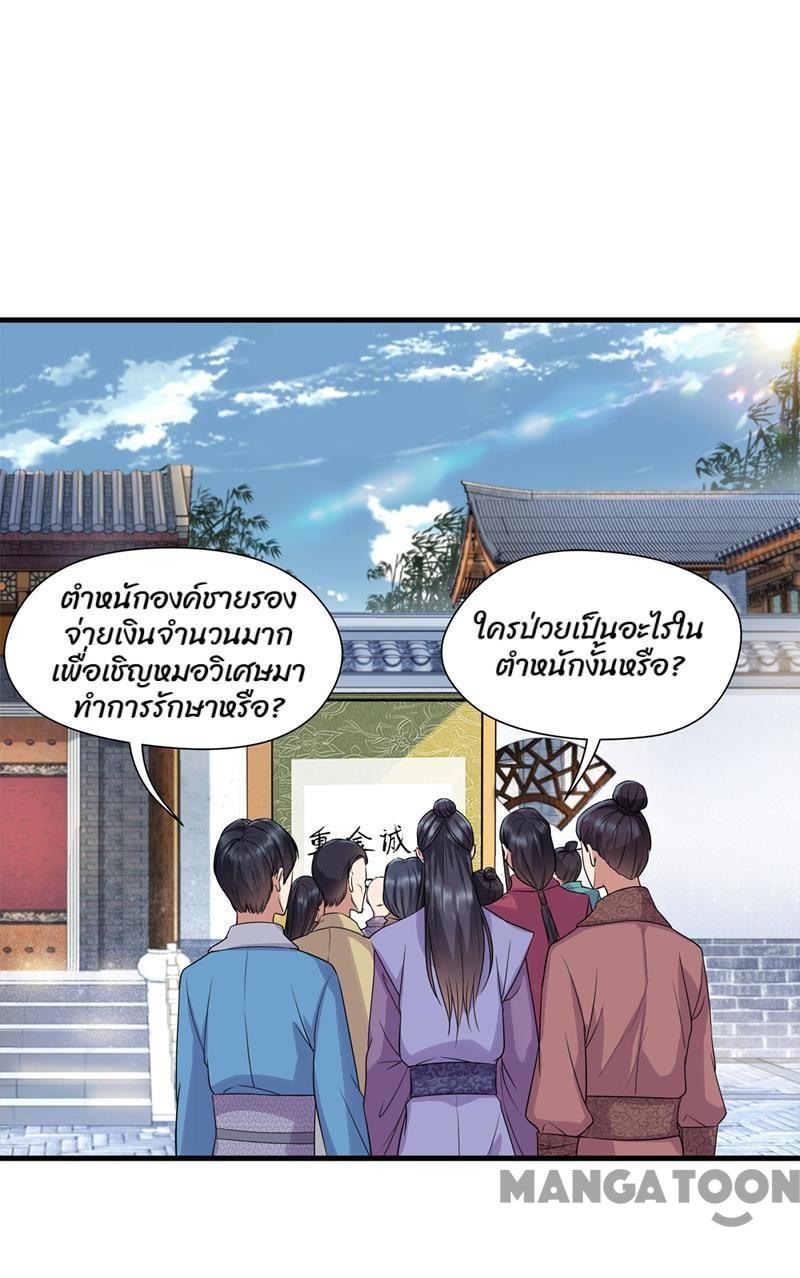 ตำหนักองค์ชายรอง
จ่ายเงินจำนวนมาก
เพื่อเชิญหมอวิเศษมา
ทำการรักษาหรือ?
ใครป่วยเป็นอะไรใน
ตำหนักงั้นหรือ?
重金诚
MANGATOON